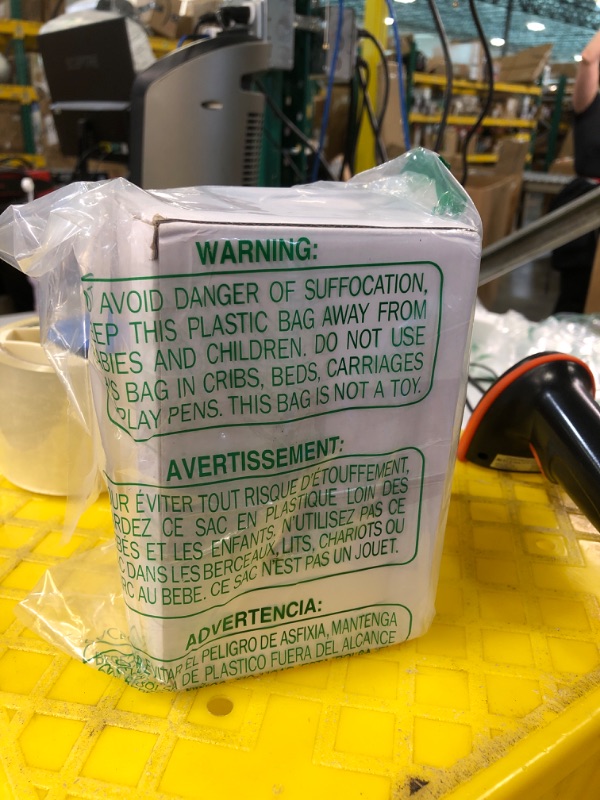 WARNING:
AVOID DANGER OF SUFFOCATION,
EP THIS PLASTIC BAG AWAY FROM
BIES AND CHILDREN. DO NOT USE
S BAG IN CRIBS, BEDS, CARRIAGES
PLAY PENS. THIS BAG IS NOT A TOY.
AVERTISSEMENT:
UR ÉVITER TOUT RISQUE D'ÉTOUFFEMENT,
RDEZ CE SAC EN PLASTIQUE LOIN DES
BÉS ET LES ENFANTS, N'UTILISEZ PAS CE
C DANS LES BERCEAUX, LITS, CHARIOTS OU
C AU BEBE. CE SAC N'EST PAS UN JOUET.
ADVERTENCIA:
VITAR EL PELIGRO DE ASFIXIA, MANTENGA
DE PLASTICO FUERA DEL ALCANCE